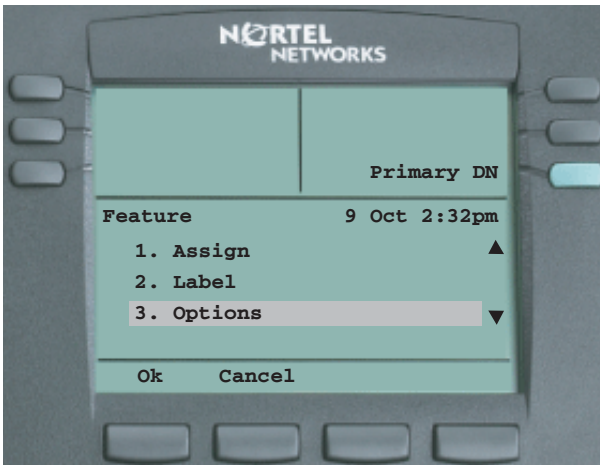 NORTEL
NETWORKS
Primary DN
Feature 9 Oct 2:32pm
1. Assign
2. Label
3. Options
Ok Cancel